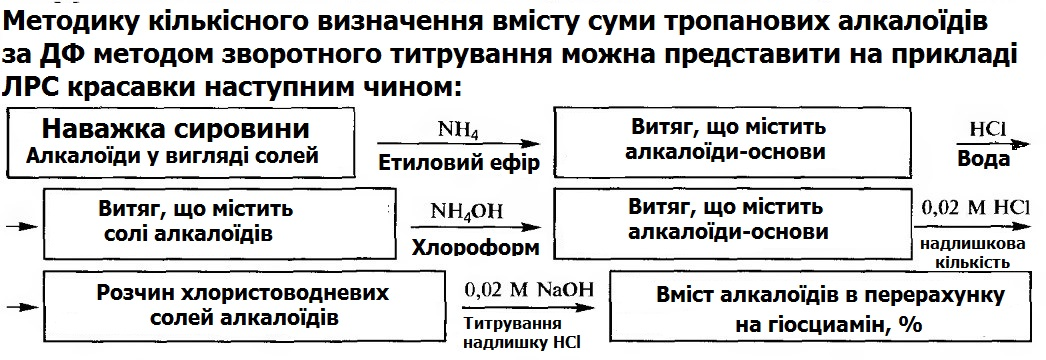 Методику кількісного визначення вмісту суми тропанових алкалоїдів
за ДФ методом зворотного титрування можна представити на прикладі
ЛРС красавки наступним чином:
Наважка сировини
Алкалоїди у вигляді солей
NH4
Етиловий ефір
Витяг, що містить
алкалоїди-основи
HCl
Вода
Витяг, що містить
солі алкалоїдів
NH4OH
Хлороформ
Витяг, що містить
алкалоїди-основи
0,02 М HCl
надлишкова
кількість
Розчин хлористоводневих
солей алкалоїдів
0,02 М NaOH
Титрування
надлишку HCl
Вміст алкалоїдів в перерахунку
на гіосциамін, %